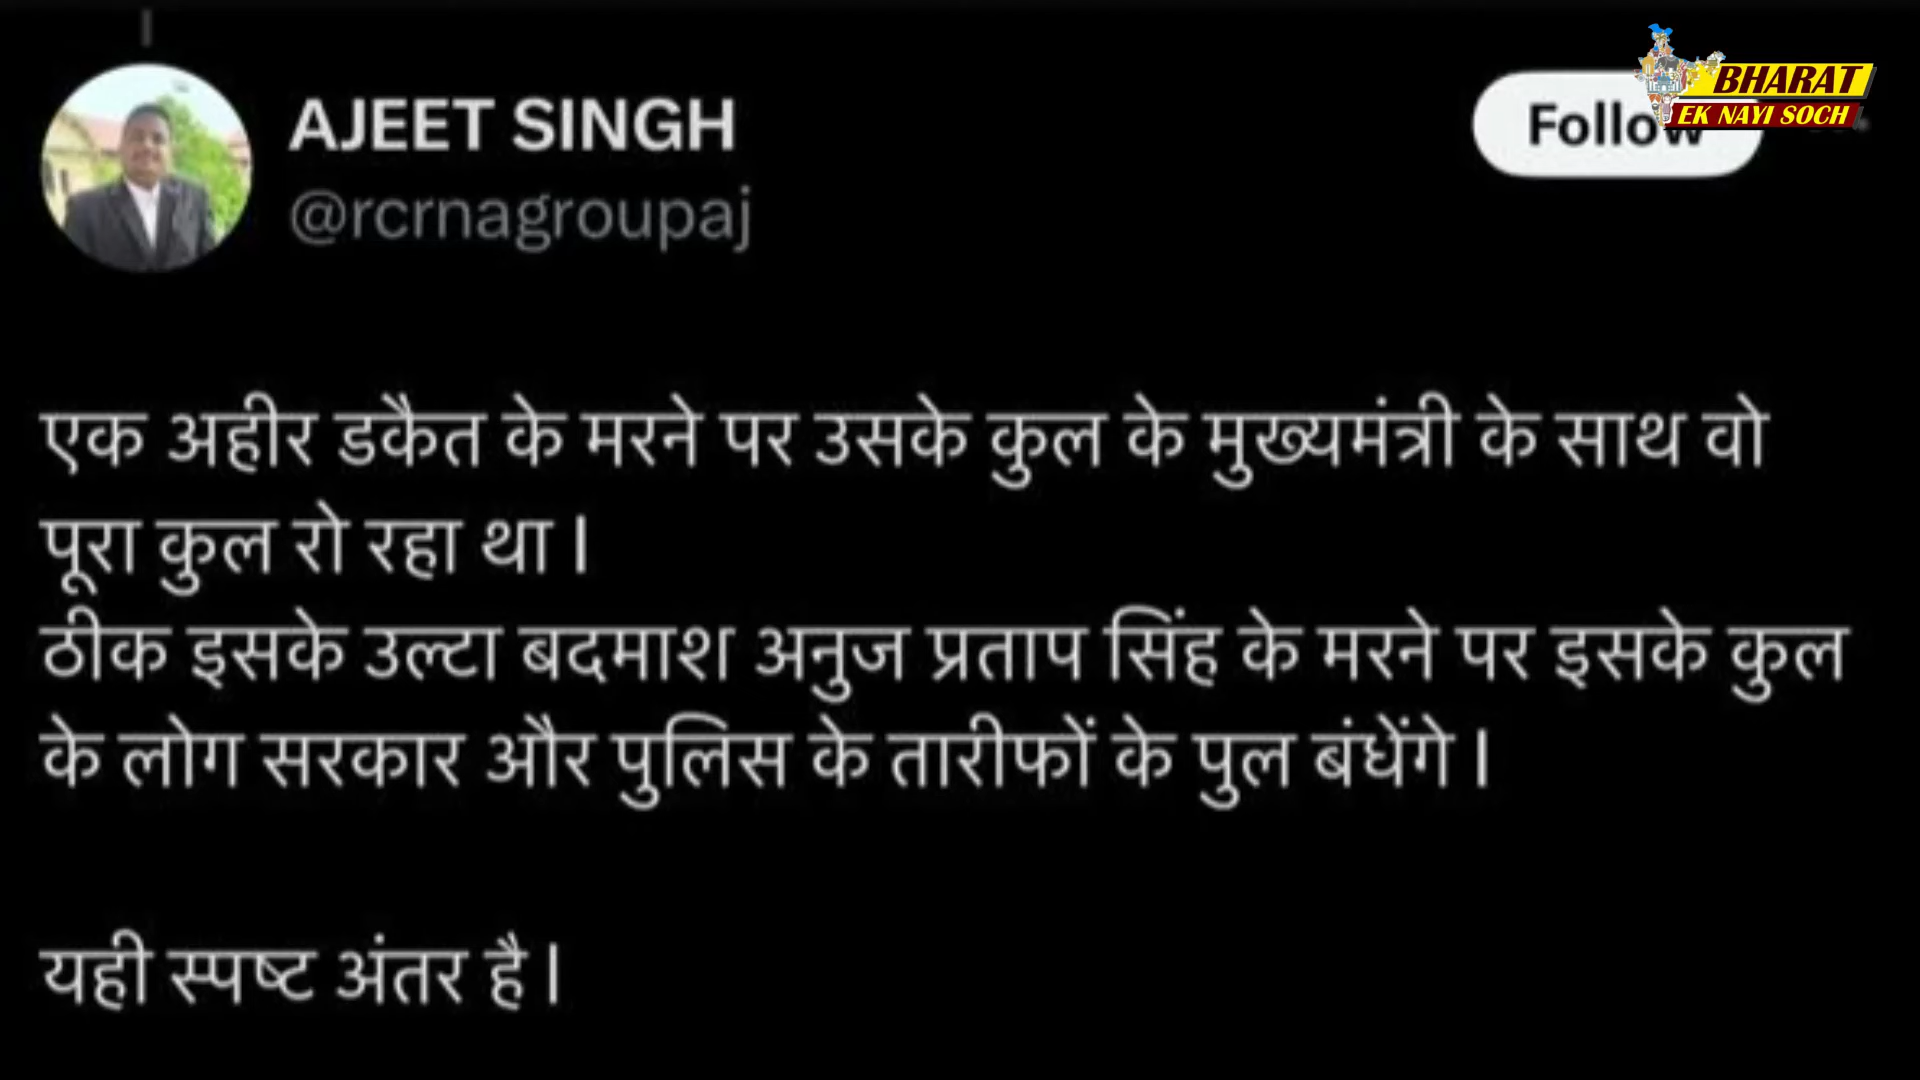 AJEET SINGH
@rcrnagroupaj
Follow
BHARAT
EK NAYI SOCH
एक अहीर डकैत के मरने पर उसके कुल के मुख्यमंत्री के साथ वो
पूरा कुल रो रहा था l
ठीक इसके उल्टा बदमाश अनुज प्रताप सिंह के मरने पर इसके कुल
के लोग सरकार और पुलिस के तारीफों के पुल बंधेंगे l
यही स्पष्ट अंतर है l